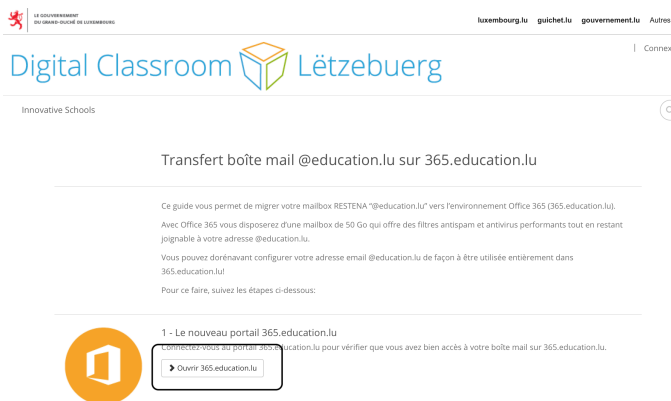 LE GOUVERNEMENT
DU GRAND-DUCHÉ DE LUXEMBOURG
luxembourg.lu guichet.lu gouvernement.lu Autres
Digital Classroom Lëtzebuerg
Innovative Schools
Transfert boîte mail @education.lu sur 365.education.lu
Ce guide vous permet de migrer votre mailbox RESTENA "@education.lu" vers l'environnement Office 365 (365.education.lu).
Avec Office 365 vous disposerez d'une mailbox de 50 Go qui offre des filtres antispam et antivirus performants tout en restant
joignable à votre adresse @education.lu.
Vous pouvez dorénavant configurer votre adresse email @education.lu de façon à être utilisée entièrement dans
365.education.lu!
Pour ce faire, suivez les étapes ci-dessous:
1 - Le nouveau portail 365.education.lu
Connectez-vous au portail 365.education.lu pour vérifier que vous avez bien accès à votre boîte mail sur 365.education.lu.
Ouvrir 365.education.lu